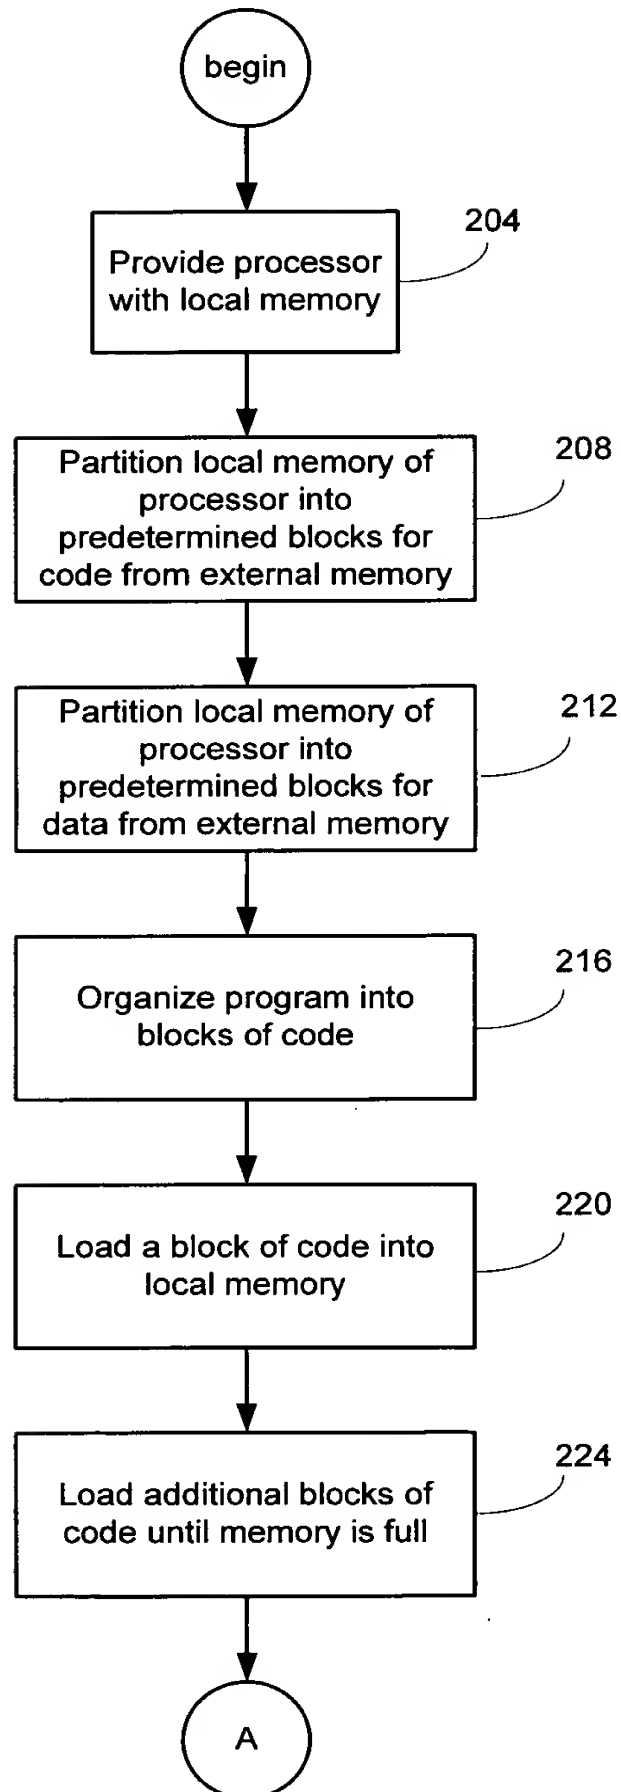 begin
204
Provide processor
with local memory
208
Partition local memory of
processor into
predetermined blocks for
code from external memory
212
Partition local memory of
processor into
predetermined blocks for
data from external memory
216
Organize program into
blocks of code
220
Load a block of code into
local memory
224
Load additional blocks of
code until memory is full
A